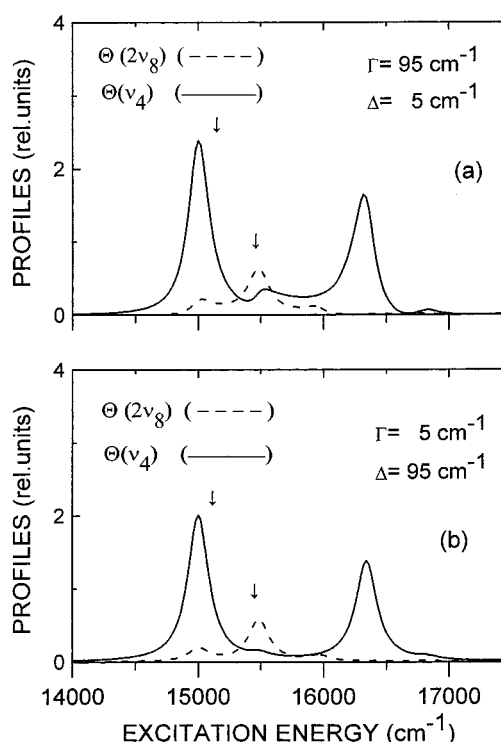 4
Θ (2ν₈) (- - - - -)
Γ= 95 cm⁻¹
Θ(ν₄) (———)
Δ= 5 cm⁻¹
↓
PROFILES (rel.units)
2
(a)
↓
0
4
Θ (2ν₈) (- - - - -)
Γ= 5 cm⁻¹
Θ(ν₄) (———)
Δ= 95 cm⁻¹
↓
PROFILES (rel.units)
2
(b)
↓
0
14000 15000 16000 17000
EXCITATION ENERGY (cm⁻¹)